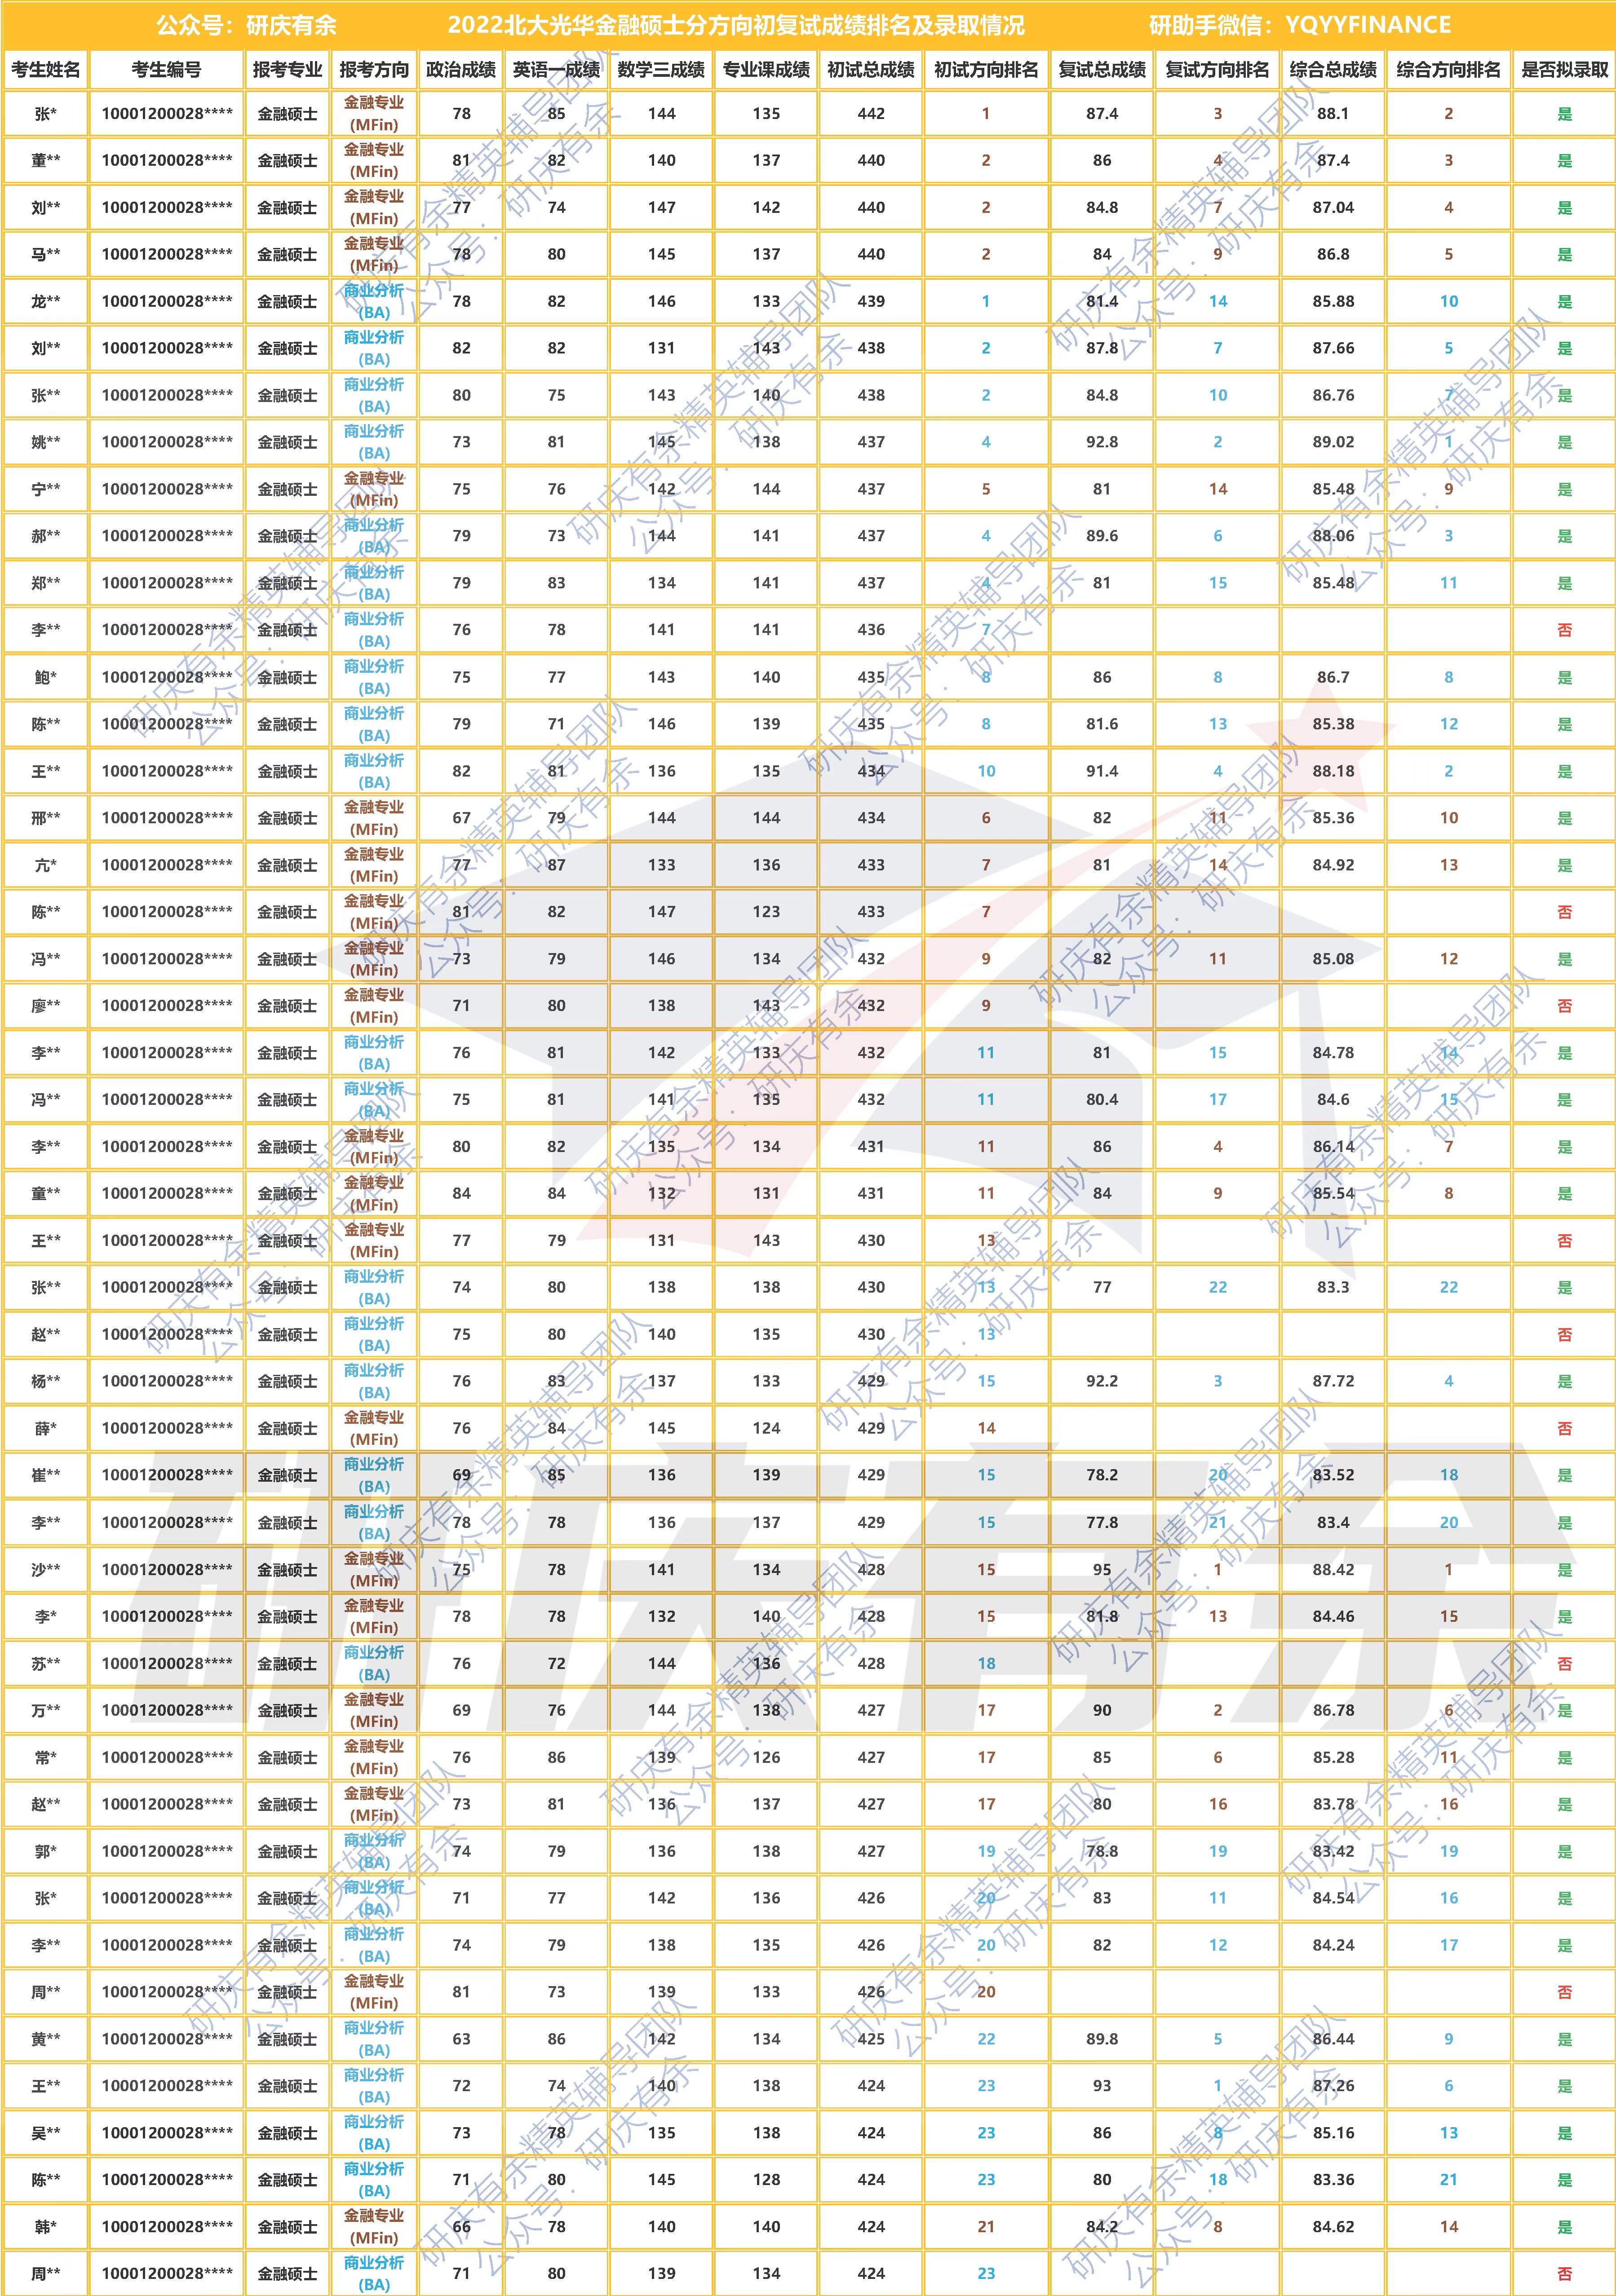 公众号：研庆有余 2022北大光华金融硕士分方向初复试成绩排名及录取情况 研助手微信：YQYYFINANCE
考生姓名 考生编号 报考专业 报考方向 政治成绩 英语一成绩 数学三成绩 专业课成绩 初试总成绩 初试方向排名 复试总成绩 复试方向排名 综合总成绩 综合方向排名 是否拟录取
张* 10001200028**** 金融硕士 金融专业(MFin) 78 85 144 135 442 1 87.4 3 88.1 2 是
董** 10001200028**** 金融硕士 金融专业(MFin) 81 82 140 137 440 2 86 4 87.4 3 是
刘** 10001200028**** 金融硕士 金融专业(MFin) 77 74 147 142 440 2 84.8 7 87.04 4 是
马** 10001200028**** 金融硕士 金融专业(MFin) 78 80 145 137 440 2 84 9 86.8 5 是
龙** 10001200028**** 金融硕士 商业分析(BA) 78 82 146 133 439 1 81.4 14 85.88 10 是
刘** 10001200028**** 金融硕士 商业分析(BA) 82 82 131 143 438 2 87.8 7 87.66 5 是
张** 10001200028**** 金融硕士 商业分析(BA) 80 75 143 140 438 2 84.8 10 86.76 7 是
姚** 10001200028**** 金融硕士 商业分析(BA) 73 81 145 138 437 4 92.8 2 89.02 1 是
宁** 10001200028**** 金融硕士 金融专业(MFin) 75 76 142 144 437 5 81 14 85.48 9 是
郝** 10001200028**** 金融硕士 商业分析(BA) 79 73 144 141 437 4 89.6 6 88.06 3 是
郑** 10001200028**** 金融硕士 商业分析(BA) 79 83 134 141 437 4 81 15 85.48 11 是
李** 10001200028**** 金融硕士 商业分析(BA) 76 78 141 141 436 7 否
鲍* 10001200028**** 金融硕士 商业分析(BA) 75 77 143 140 435 8 86 8 86.7 8 是
陈** 10001200028**** 金融硕士 商业分析(BA) 79 71 146 139 435 8 81.6 13 85.38 12 是
王** 10001200028**** 金融硕士 商业分析(BA) 82 81 136 135 434 10 91.4 4 88.18 2 是
邢** 10001200028**** 金融硕士 金融专业(MFin) 67 79 144 144 434 6 82 11 85.36 10 是
亢* 10001200028**** 金融硕士 金融专业(MFin) 77 87 133 136 433 7 81 14 84.92 13 是
陈** 10001200028**** 金融硕士 金融专业(MFin) 81 82 147 123 433 7 否
冯** 10001200028**** 金融硕士 金融专业(MFin) 73 79 146 134 432 9 82 11 85.08 12 是
廖** 10001200028**** 金融硕士 金融专业(MFin) 71 80 138 143 432 9 否
李** 10001200028**** 金融硕士 商业分析(BA) 76 81 142 133 432 11 81 15 84.78 14 是
冯** 10001200028**** 金融硕士 商业分析(BA) 75 81 141 135 432 11 80.4 17 84.6 15 是
李** 10001200028**** 金融硕士 金融专业(MFin) 80 82 135 134 431 11 86 4 86.14 7 是
童** 10001200028**** 金融硕士 金融专业(MFin) 84 84 132 131 431 11 84 9 85.54 8 是
王** 10001200028**** 金融硕士 金融专业(MFin) 77 79 131 143 430 13 否
张** 10001200028**** 金融硕士 商业分析(BA) 74 80 138 138 430 13 77 22 83.3 22 是
赵** 10001200028**** 金融硕士 商业分析(BA) 75 80 140 135 430 13 否
杨** 10001200028**** 金融硕士 商业分析(BA) 76 83 137 133 429 15 92.2 3 87.72 4 是
薛* 10001200028**** 金融硕士 金融专业(MFin) 76 84 145 124 429 14 否
崔** 10001200028**** 金融硕士 商业分析(BA) 69 85 136 139 429 15 78.2 20 83.52 18 是
李** 10001200028**** 金融硕士 商业分析(BA) 78 78 136 137 429 15 77.8 21 83.4 20 是
沙** 10001200028**** 金融硕士 金融专业(MFin) 75 78 141 134 428 15 95 1 88.42 1 是
李* 10001200028**** 金融硕士 金融专业(MFin) 78 78 132 140 428 15 81.8 13 84.46 15 是
苏** 10001200028**** 金融硕士 商业分析(BA) 76 72 144 136 428 18 否
万** 10001200028**** 金融硕士 金融专业(MFin) 69 76 144 138 427 17 90 2 86.78 6 是
常* 10001200028**** 金融硕士 金融专业(MFin) 76 86 139 126 427 17 85 6 85.28 11 是
赵** 10001200028**** 金融硕士 金融专业(MFin) 73 81 136 137 427 17 80 16 83.78 16 是
郭* 10001200028**** 金融硕士 商业分析(BA) 74 79 136 138 427 19 78.8 19 83.42 19 是
张* 10001200028**** 金融硕士 商业分析(BA) 71 77 142 136 426 20 83 11 84.54 16 是
李** 10001200028**** 金融硕士 商业分析(BA) 74 79 138 135 426 20 82 12 84.24 17 是
周** 10001200028**** 金融硕士 金融专业(MFin) 81 73 139 133 426 20 否
黄** 10001200028**** 金融硕士 商业分析(BA) 63 86 142 134 425 22 89.8 5 86.44 9 是
王** 10001200028**** 金融硕士 商业分析(BA) 72 74 140 138 424 23 93 1 87.26 6 是
吴** 10001200028**** 金融硕士 商业分析(BA) 73 78 135 138 424 23 86 8 85.16 13 是
陈** 10001200028**** 金融硕士 商业分析(BA) 71 80 145 128 424 23 80 18 83.36 21 是
韩* 10001200028**** 金融硕士 金融专业(MFin) 66 78 140 140 424 21 84.2 8 84.62 14 是
周** 10001200028**** 金融硕士 商业分析(BA) 71 80 139 134 424 23 否
研庆有余
研庆有余精英辅导团队
公众号：研庆有余